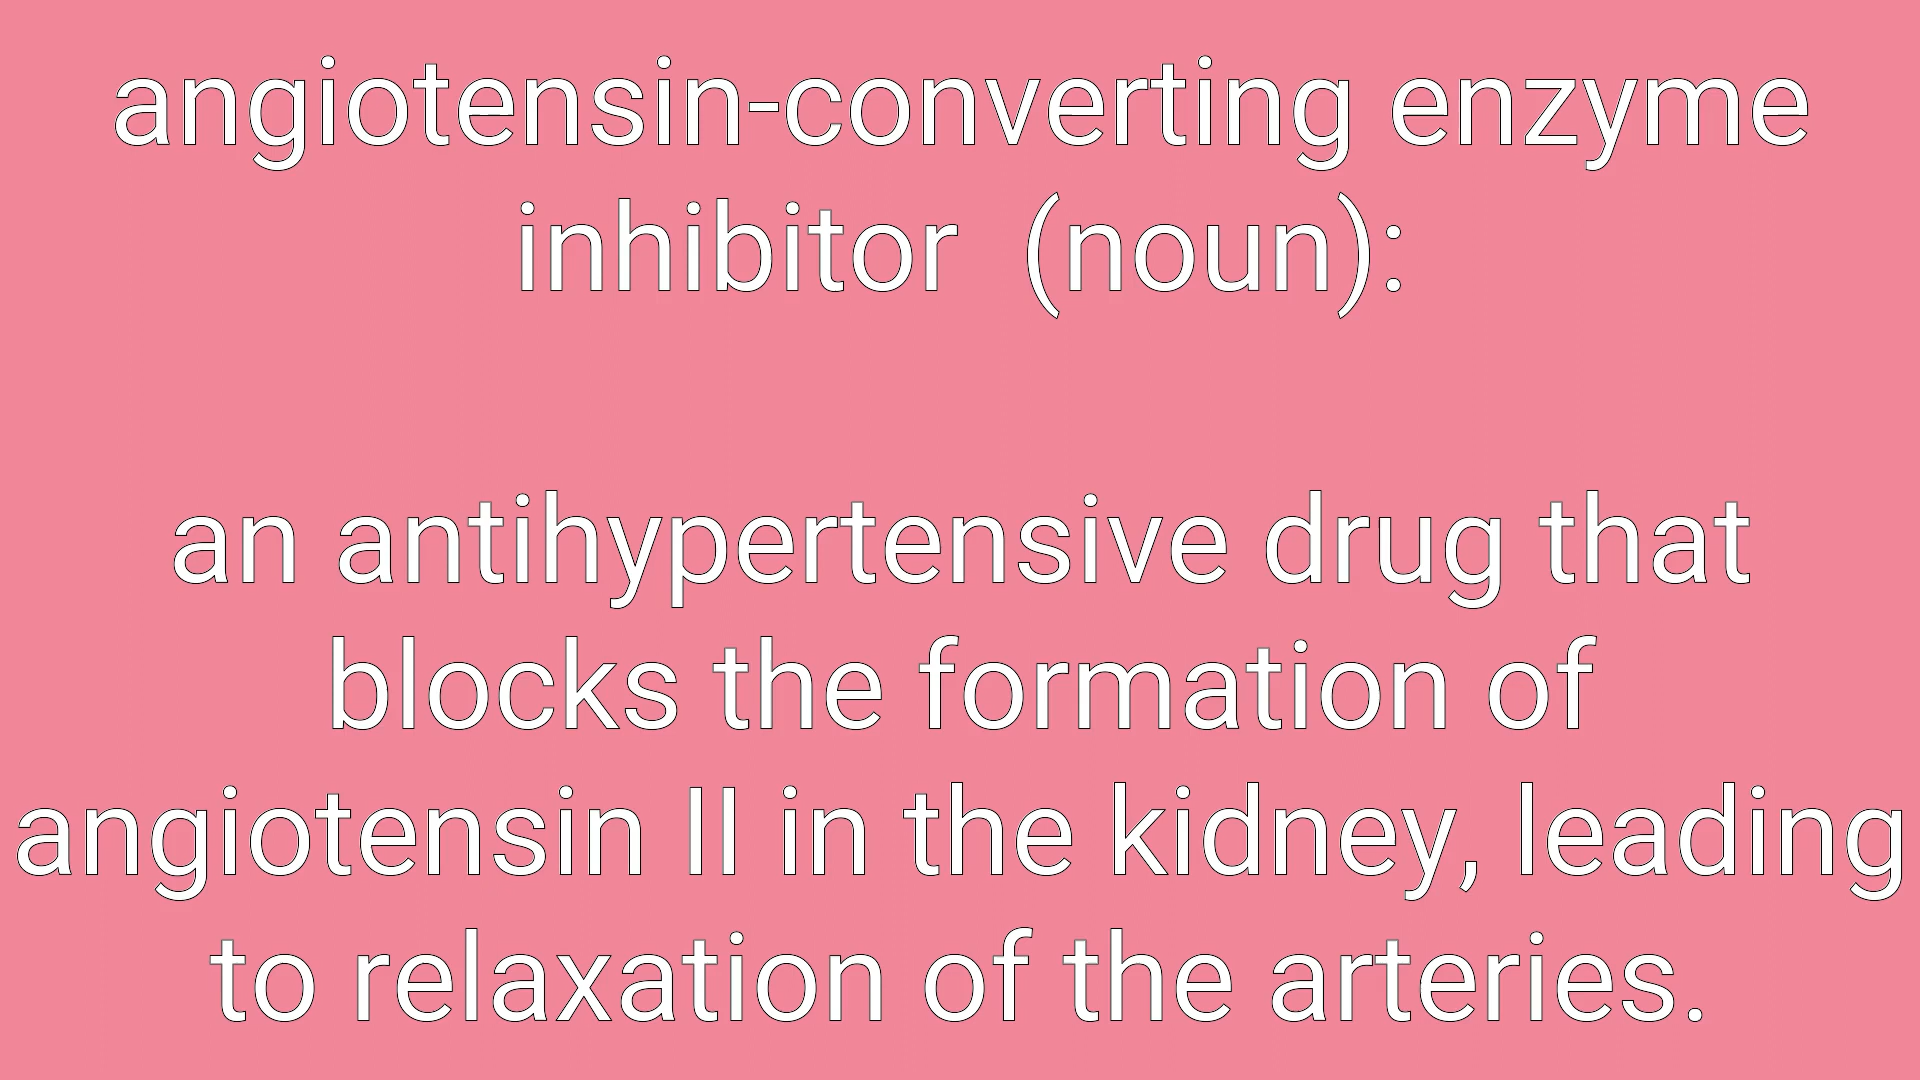 angiotensin-converting enzyme
inhibitor (noun):
an antihypertensive drug that
blocks the formation of
angiotensin II in the kidney, leading
to relaxation of the arteries.